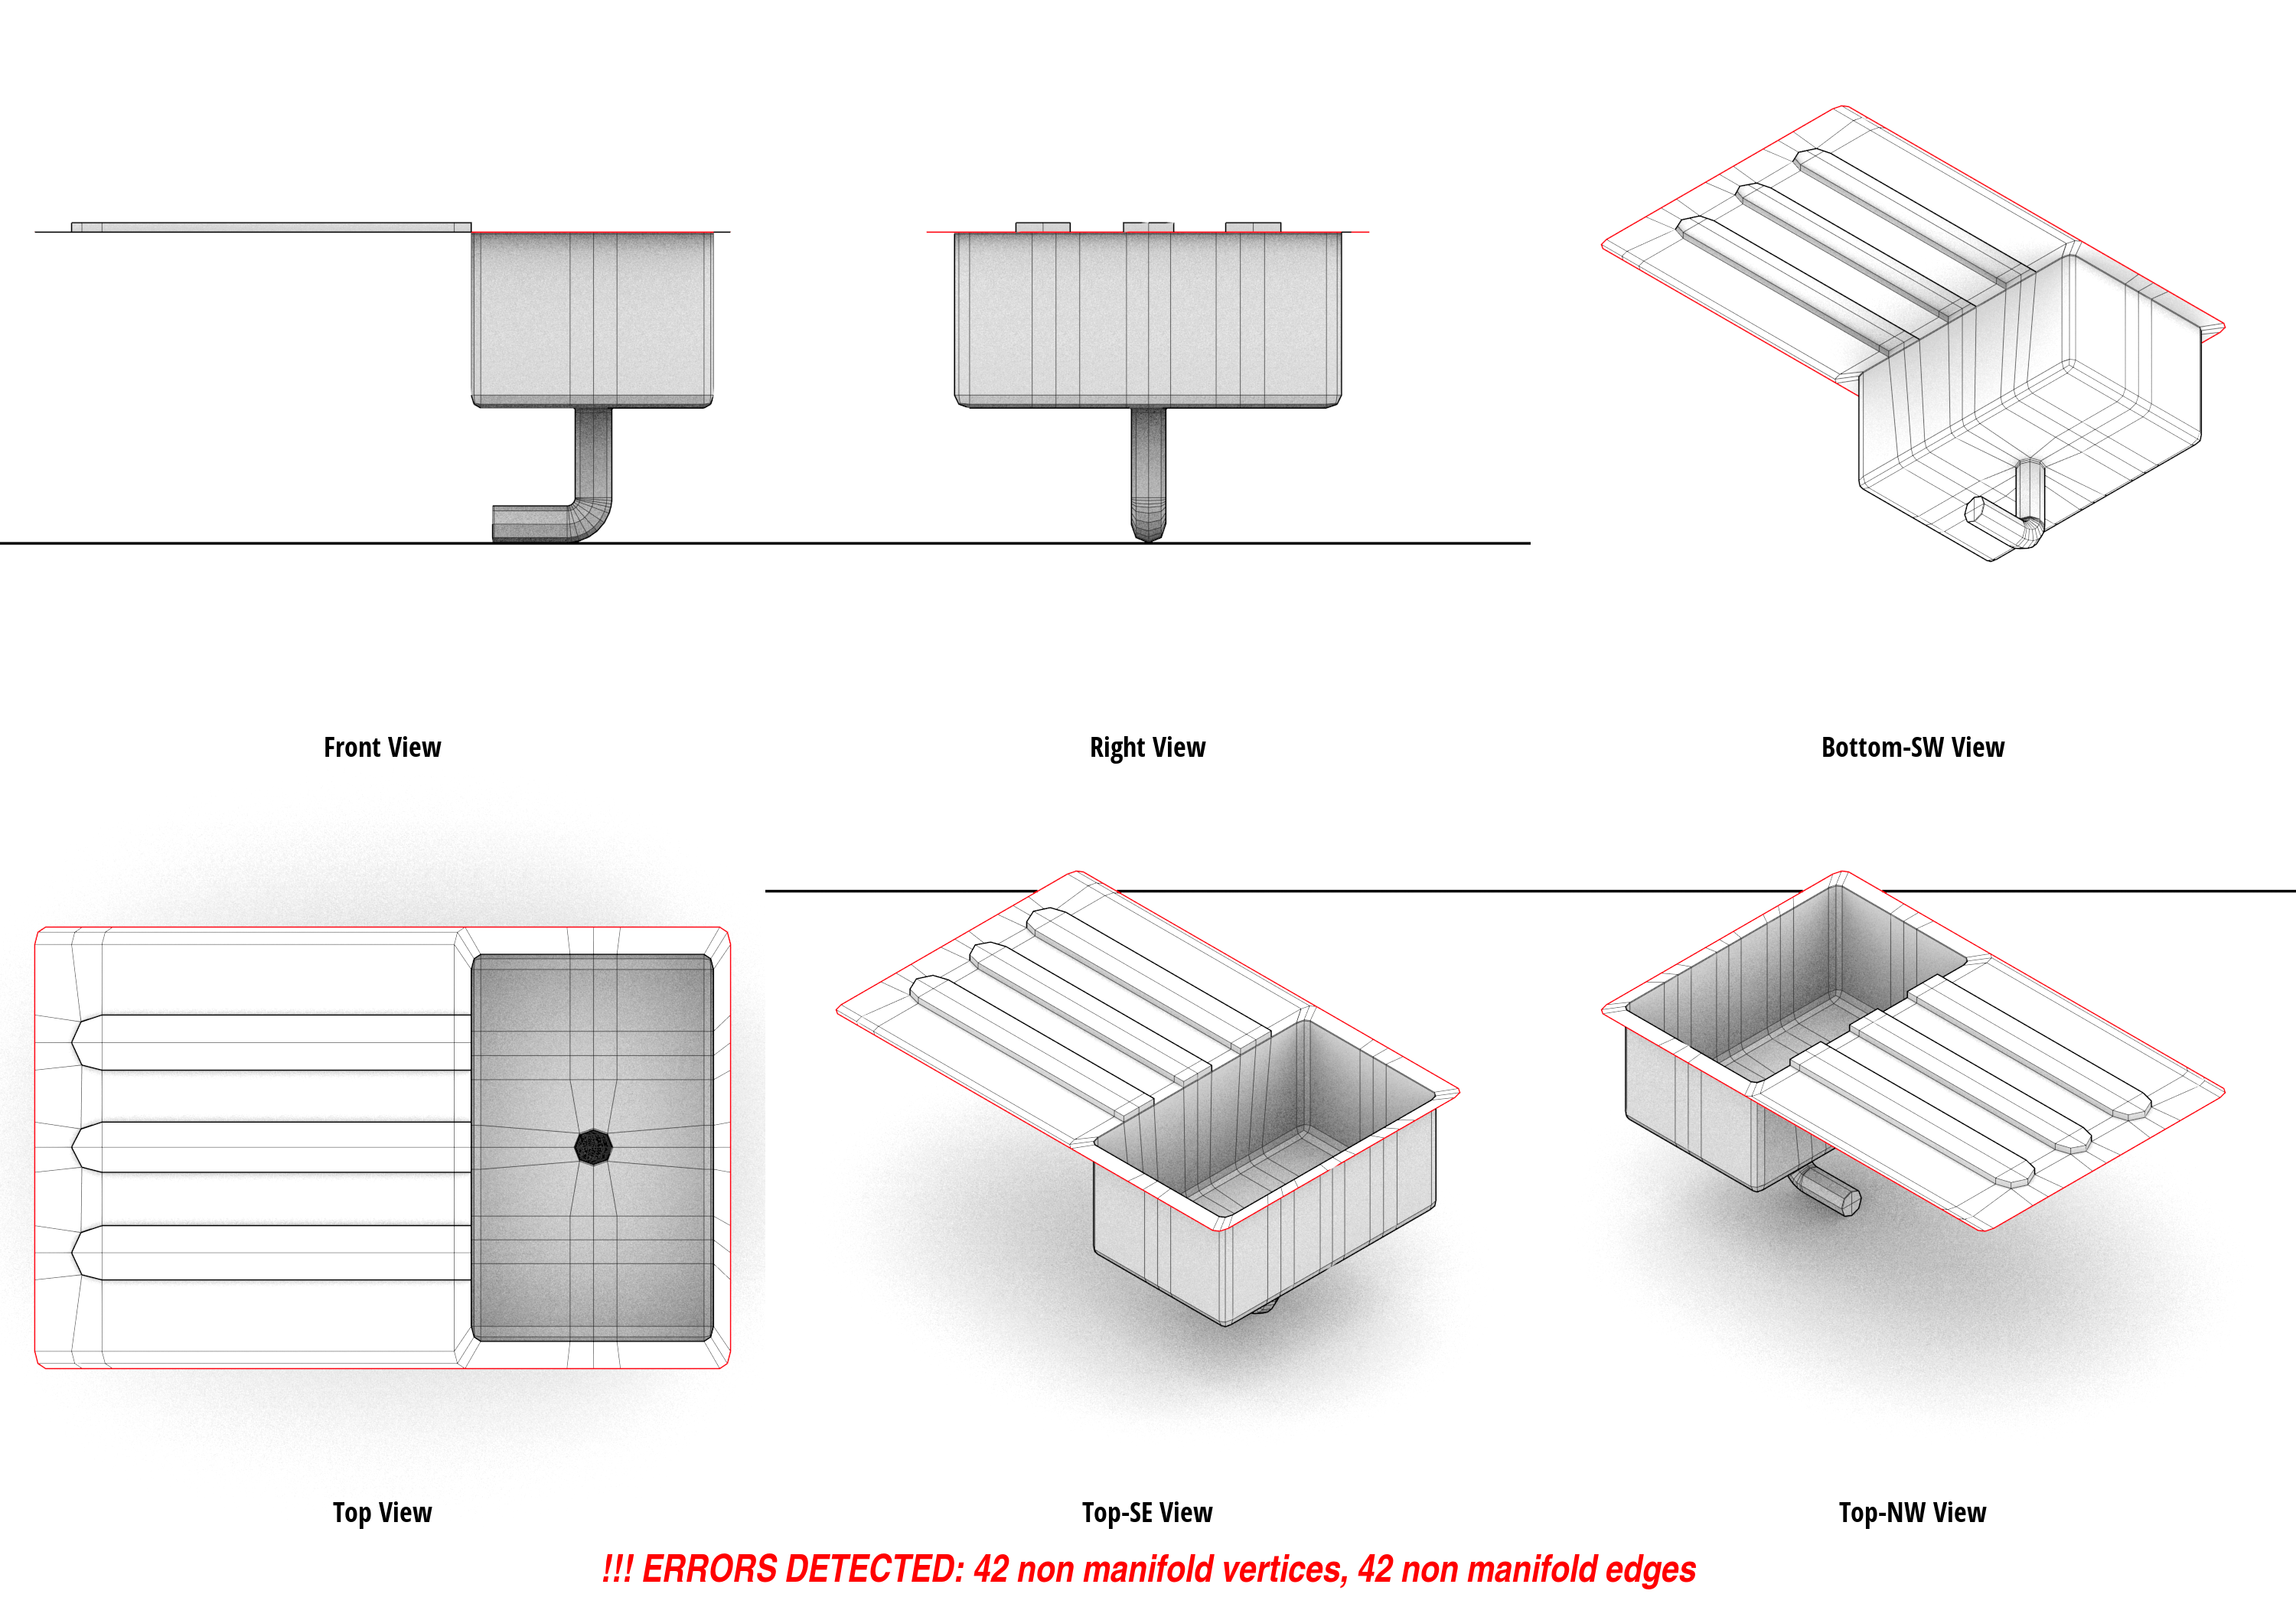 Front View
Right View
Bottom-SW View
Top View
Top-SE View
Top-NW View
!!! ERRORS DETECTED: 42 non manifold vertices, 42 non manifold edges